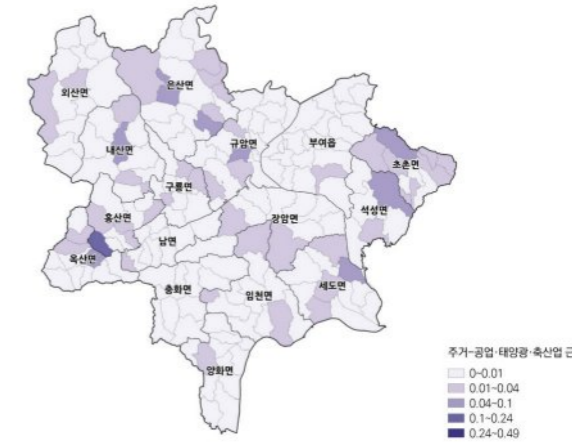 은산면
외산면
내산면
규암면
부여읍
초촌면
구룡면
석성면
홍산면
장암면
남면
옥산면
충화면
임천면
세도면
양화면
주거-공업·태양광·축산업 근
0-0.01
0.01-0.04
0.04-0.1
0.1-0.24
0.24-0.49